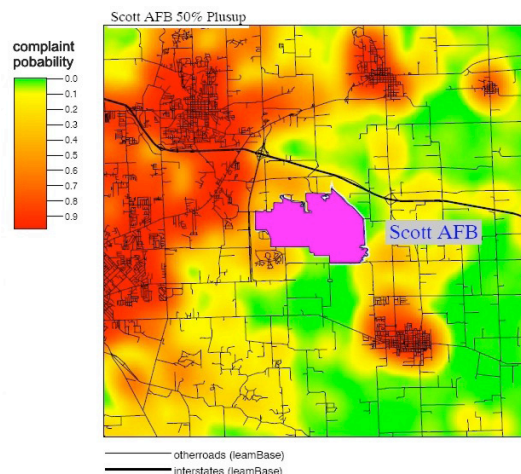 Scott AFB 50% Plusup
complaint
pobability
0.0
0.1
0.2
0.3
0.4
0.5
0.6
0.7
0.8
0.9
Scott AFB
otherroads (leamBase)
interstates (leamBase)